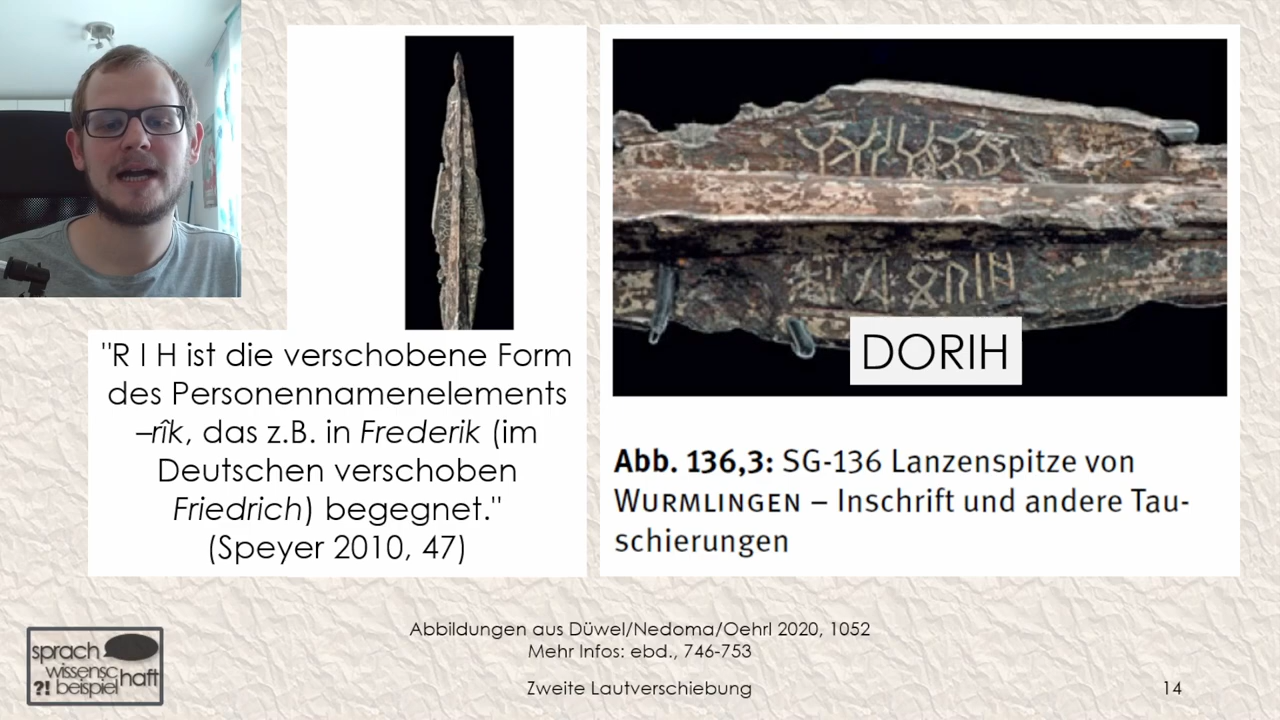 "R I H ist die verschobene Form
des Personennamenelements
–rîk, das z.B. in Frederik (im
Deutschen verschoben
Friedrich) begegnet."
(Speyer 2010, 47)
DORIH
Abb. 136,3: SG-136 Lanzenspitze von
WURMLINGEN – Inschrift und andere Tau-
schierungen
Abbildungen aus Düwel/Nedoma/Oehrl 2020, 1052
Mehr Infos: ebd., 746-753
sprach
wissensc
haft
?! beispiel
Zweite Lautverschiebung
14